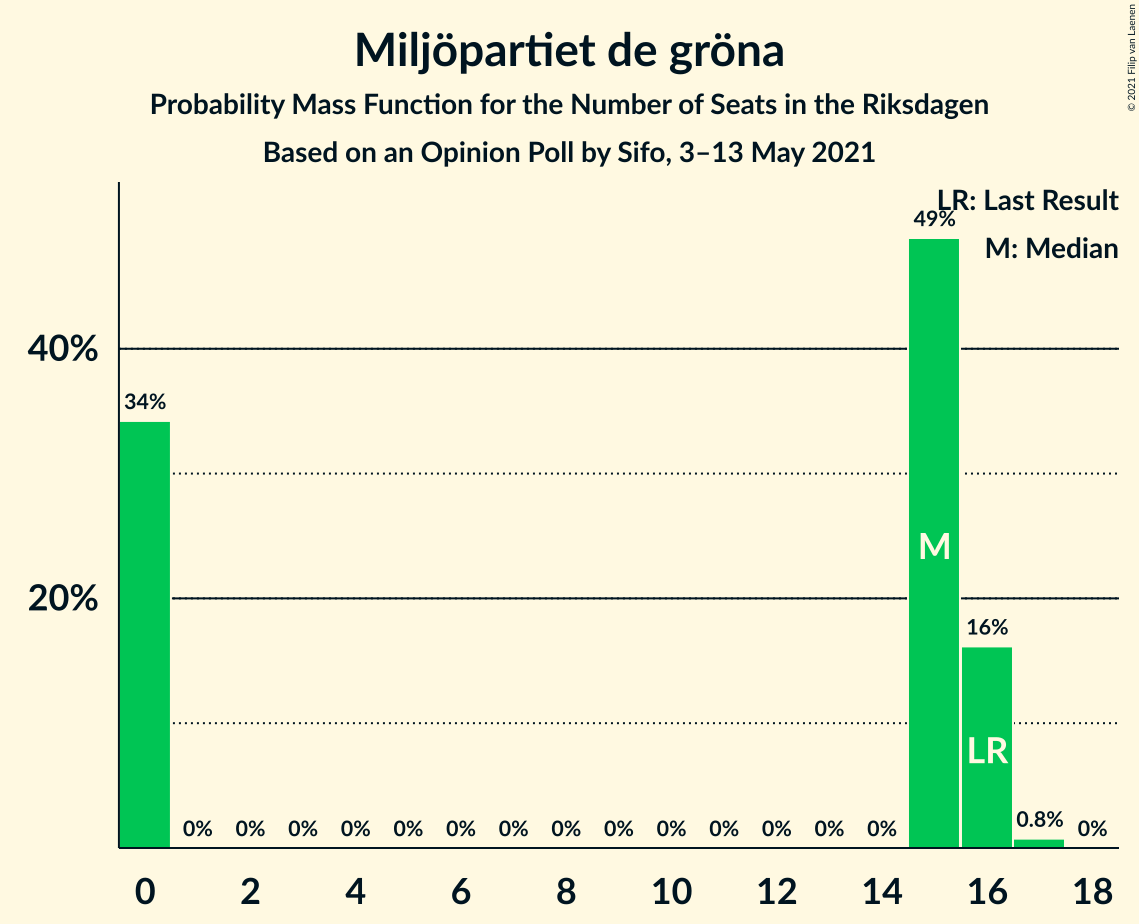 Miljöpartiet de gröna
Probability Mass Function for the Number of Seats in the Riksdagen
Based on an Opinion Poll by Sifo, 3–13 May 2021
© 2021 Filip van Laenen
LR: Last Result
M: Median
49%
40%
34%
M
20%
16%
LR
0% 0% 0% 0% 0% 0% 0% 0% 0% 0% 0% 0% 0% 0% 0.8% 0%
0 2 4 6 8 10 12 14 16 18